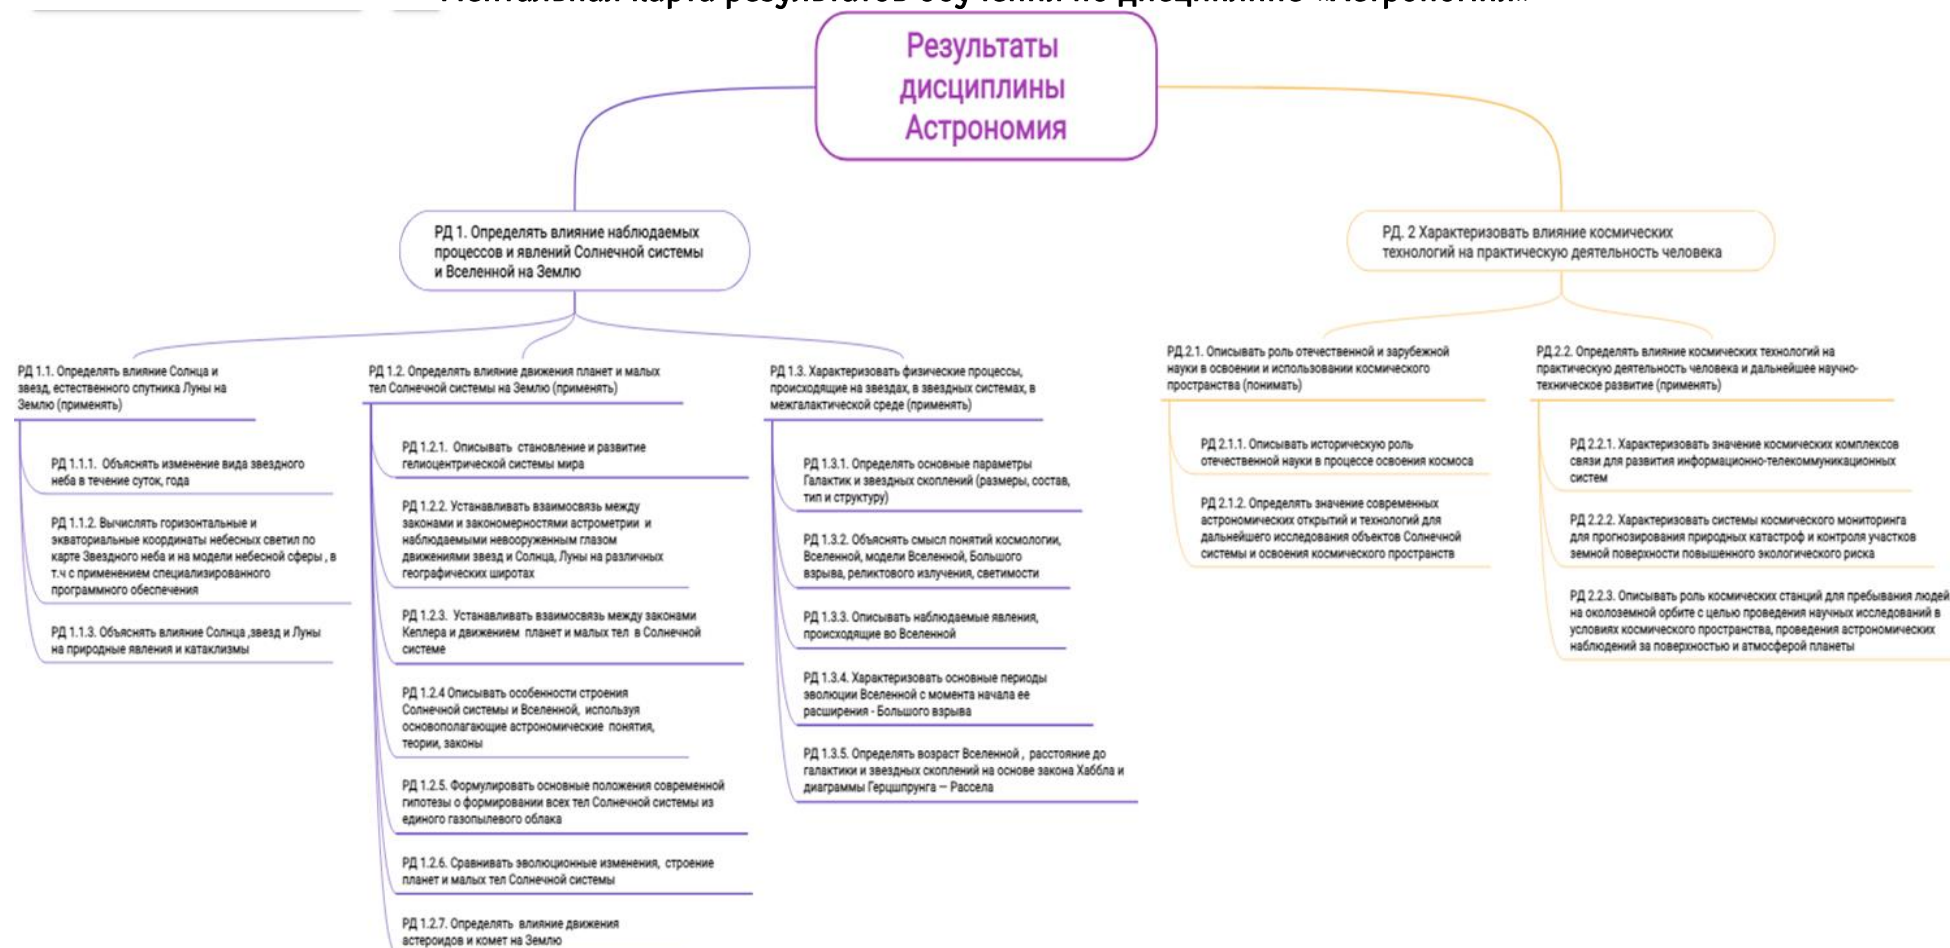 Ментальная карта результатов обучения по дисциплине «Астрономия»
Результаты
дисциплины
Астрономия
РД 1. Определять влияние наблюдаемых
процессов и явлений Солнечной системы
и Вселенной на Землю
РД. 2 Характеризовать влияние космических
технологий на практическую деятельность человека
РД 1.1. Определять влияние Солнца и
звезд, естественного спутника Луны на
Землю (применять)
РД 1.1.1.  Объяснять изменение вида звездного
неба в течение суток, года
РД 1.1.2. Вычислять горизонтальные и
экваториальные координаты небесных светил по
карте Звездного неба и на модели небесной сферы , в
т.ч с применением специализированного
программного обеспечения
РД 1.1.3. Объяснять влияние Солнца ,звезд и Луны
на природные явления и катаклизмы
РД 1.2. Определять влияние движения планет и малых
тел Солнечной системы на Землю (применять)
РД 1.2.1.  Описывать  становление и развитие
гелиоцентрической системы мира
РД 1.2.2. Устанавливать взаимосвязь между
законами и закономерностями астрометрии  и
наблюдаемыми невооруженным глазом
движениями звезд и Солнца, Луны на различных
географических широтах
РД 1.2.3.  Устанавливать взаимосвязь между законами
Кеплера и движением  планет и малых тел  в Солнечной
системе
РД 1.2.4 Описывать особенности строения
Солнечной системы и Вселенной,  используя
основополагающие астрономические  понятия,
теории, законы
РД 1.2.5. Формулировать основные положения современной
гипотезы о формировании всех тел Солнечной системы из
единого газопылевого облака
РД 1.2.6. Сравнивать эволюционные изменения,  строение
планет и малых тел Солнечной системы
РД 1.2.7. Определять  влияние движения
астероидов и комет на Землю
РД 1.3. Характеризовать физические процессы,
происходящие на звездах, в звездных системах, в
межгалактической среде (применять)
РД 1.3.1. Определять основные параметры
Галактик и звездных скоплений (размеры, состав,
тип и структуру)
РД 1.3.2. Объяснять смысл понятий космологии,
Вселенной, модели Вселенной, Большого
взрыва, реликтового излучения, светимости
РД 1.3.3. Описывать наблюдаемые явления,
происходящие во Вселенной
РД 1.3.4. Характеризовать основные периоды
эволюции Вселенной с момента начала ее
расширения - Большого взрыва
РД 1.3.5. Определять возраст Вселенной ,  расстояние до
галактики и звездных скоплений на основе закона Хаббла и
диаграммы Герцшпрунга — Рассела
РД.2.1. Описывать роль отечественной и зарубежной
науки в освоении и использовании космического
пространства (понимать)
РД 2.1.1. Описывать историческую роль
отечественной науки в процессе освоения космоса
РД 2.1.2. Определять значение современных
астрономических открытий и технологий для
дальнейшего исследования объектов Солнечной
системы и освоения космического пространств
РД.2.2. Определять влияние космических технологий на
практическую деятельность человека и дальнейшее научно-
техническое развитие (применять)
РД 2.2.1. Характеризовать значение космических комплексов
связи для развития информационно-телекоммуникационных
систем
РД 2.2.2. Характеризовать системы космического мониторинга
для прогнозирования природных катастроф и контроля участков
земной поверхности повышенного экологического риска
РД 2.2.3. Описывать роль космических станций для пребывания людей
на околоземной орбите с целью проведения научных исследований в
условиях космического пространства, проведения астрономических
наблюдений за поверхностью и атмосферой планеты